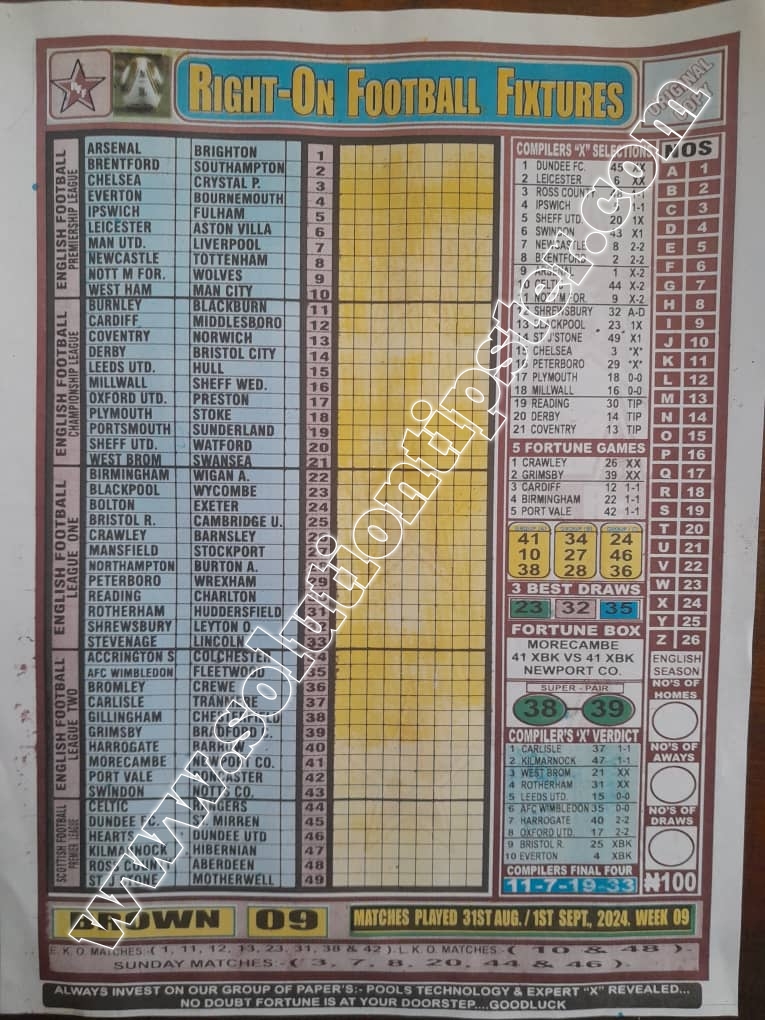 RIGHT-ON FOOTBALL FIXTURES
ORIGINAL COPY
ENGLISH FOOTBALL
PREMIERSHIP LEAGUE
ARSENAL BRIGHTON 1
BRENTFORD SOUTHAMPTON 2
CHELSEA CRYSTAL P. 3
EVERTON BOURNEMOUTH 4
IPSWICH FULHAM 5
LEICESTER ASTON VILLA 6
MAN UTD. LIVERPOOL 7
NEWCASTLE TOTTENHAM 8
NOTT M FOR. WOLVES 9
WEST HAM MAN CITY 10
ENGLISH FOOTBALL
CHAMPIONSHIP LEAGUE
BURNLEY BLACKBURN 11
CARDIFF MIDDLESBORO 12
COVENTRY NORWICH 13
DERBY BRISTOL CITY 14
LEEDS UTD. HULL 15
MILLWALL SHEFF WED. 16
OXFORD UTD. PRESTON 17
PLYMOUTH STOKE 18
PORTSMOUTH SUNDERLAND 19
SHEFF UTD. WATFORD 20
WEST BROM SWANSEA 21
ENGLISH FOOTBALL
LEAGUE ONE
BIRMINGHAM WIGAN A. 22
BLACKPOOL WYCOMBE 23
BOLTON EXETER 24
BRISTOL R. CAMBRIDGE U. 25
CRAWLEY BARNSLEY 26
MANSFIELD STOCKPORT
NORTHAMPTON BURTON A.
PETERBORO WREXHAM 29
READING CHARLTON 30
ROTHERHAM HUDDERSFIELD 31
SHREWSBURY LEYTON O. 32
STEVENAGE LINCOLN 33
ENGLISH FOOTBALL
LEAGUE TWO
ACCRINGTON S COLCHESTER 34
AFC WIMBLEDON FLEETWOOD 35
BROMLEY CREWE 36
CARLISLE TRANMERE 37
GILLINGHAM 38
GRIMSBY 39
HARROGATE 40
MORECAMBE NEWPORT CO. 41
PORT VALE 42
SWINDON NOTTS CO. 43
SCOTTISH FOOTBALL
PREMIER LEAGUE
CELTIC 44
DUNDEE FC. ST. MIRREN 45
HEARTS DUNDEE UTD 46
KILMARNOCK HIBERNIAN 47
ROSS COUNTY ABERDEEN 48
MOTHERWELL 49
COMPILERS "X" SELECTIONS
1 DUNDEE FC. 45 XX
2 LEICESTER 6 XX
3 ROSS COUNTY 48 1-1
4 IPSWICH 5 1-1
5 SHEFF UTD. 20 1X
6 SWINDON 43 X1
7 NEWCASTLE 8 2-2
8 BRENTFORD 2 2-2
9 ARSENAL 1 X-2
10 CELTIC 44 X-2
11 NOTT M FOR. 9 X-2
12 SHREWSBURY 32 A-D
13 BLACKPOOL 23 1X
14 ST J'STONE 49 X1
15 CHELSEA 3 "X"
16 PETERBORO 29 "X"
17 PLYMOUTH 18 0-0
18 MILLWALL 16 0-0
19 READING 30 TIP
20 DERBY 14 TIP
21 COVENTRY 13 TIP
5 FORTUNE GAMES
1 CRAWLEY 26 XX
2 GRIMSBY 39 XX
3 CARDIFF 12 1-1
4 BIRMINGHAM 22 1-1
5 PORT VALE 42 1-1
GROUP (A) GROUP (B) GROUP (C)
41 34 24
10 27 46
38 28 36
3 BEST DRAWS
23 32 35
FORTUNE BOX
MORECAMBE
41 XBK VS 41 XBK
NEWPORT CO.
SUPER - PAIR
38 39
COMPILER'S 'X' VERDICT
1 CARLISLE 37 1-1
2 KILMARNOCK 47 1-1
3 WEST BROM 21 XX
4 ROTHERHAM 31 XX
5 LEEDS UTD. 15 0-0
6 AFC WIMBLEDON 35 0-0
7 HARROGATE 40 2-2
8 OXFORD UTD. 17 2-2
9 BRISTOL R. 25 XBK
10 EVERTON 4 XBK
COMPILERS FINAL FOUR
11-7-19-33
NOS
A 1
B 2
C 3
D 4
E 5
F 6
G 7
H 8
I 9
J 10
K 11
L 12
M 13
N 14
O 15
P 16
Q 17
R 18
S 19
T 20
U 21
V 22
W 23
X 24
Y 25
Z 26
ENGLISH
SEASON
NO'S OF
HOMES
NO'S OF
AWAYS
NO'S OF
DRAWS
₦100
BROWN 09 MATCHES PLAYED 31ST AUG. / 1ST SEPT., 2024. WEEK 09
E. K. O. MATCHES:-( 1, 11, 12, 13, 23, 31, 38 & 42 ). L. K. O. MATCHES:- ( 10 & 48 ).
SUNDAY MATCHES:- ( 3, 7, 8, 20, 44 & 46 ).
ALWAYS INVEST ON OUR GROUP OF PAPER'S:- POOLS TECHNOLOGY & EXPERT "X" REVEALED...
NO DOUBT FORTUNE IS AT YOUR DOORSTEP....GOODLUCK
www.solutiontipster.com